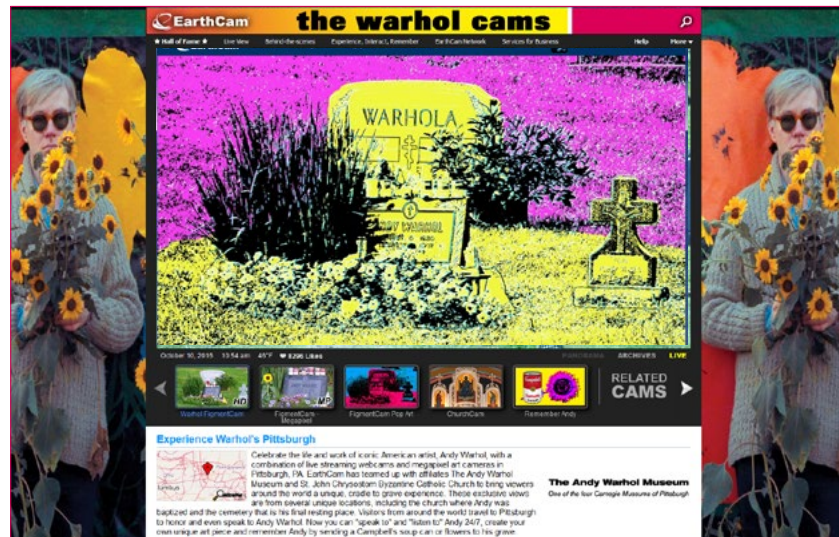 EarthCam
the warhol cams
★ Hall of Fame ★ Live View Behind-the-scenes Experience, Interact, Remember EarthCam Network Services for Business Help More ▾
WARHOLA
ANDY WARHOL
October 10, 2015 10:54 am 48°F ♥ 8296 Likes PANORAMA ARCHIVES LIVE
HD
MP
RELATED
CAMS
Warhol FigmentCam
FigmentCam -
Megapixel
FigmentCam Pop Art
ChurchCam
Remember Andy
Experience Warhol's Pittsburgh
Celebrate the life and work of iconic American artist, Andy Warhol, with a
combination of live streaming webcams and megapixel art cameras in
Pittsburgh, PA. EarthCam has teamed up with affiliates The Andy Warhol
Museum and St. John Chrysostom Byzantine Catholic Church to bring viewers
around the world a unique, cradle to grave experience. These exclusive views
are from several unique locations, including the church where Andy was
baptized and the cemetery that is his final resting place. Visitors from around the world travel to Pittsburgh
to honor and even speak to Andy Warhol. Now you can "speak to" and "listen to" Andy 24/7, create your
own unique art piece and remember Andy by sending a Campbell's soup can or flowers to his grave.
The Andy Warhol Museum
One of the four Carnegie Museums of Pittsburgh